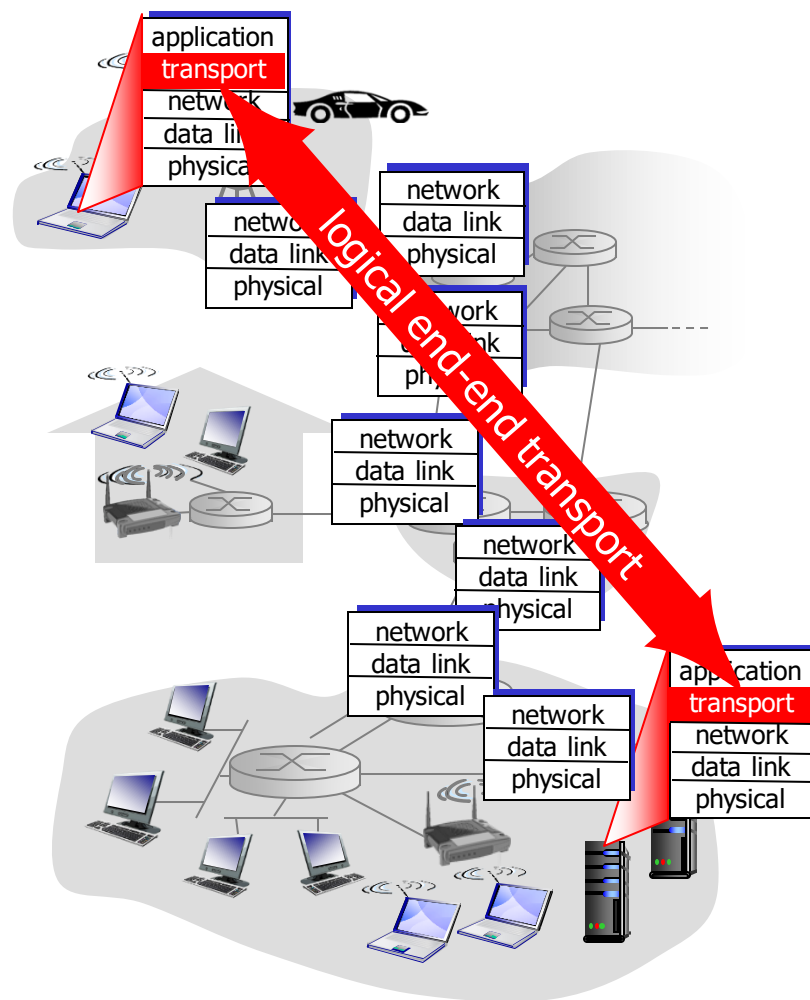 application
transport
network
data link
physical
network
data link
physical
network
data link
physical
network
data link
physical
logical end-end transport
network
data link
physical
network
data link
physical
network
data link
physical
network
data link
physical
application
transport
network
data link
physical